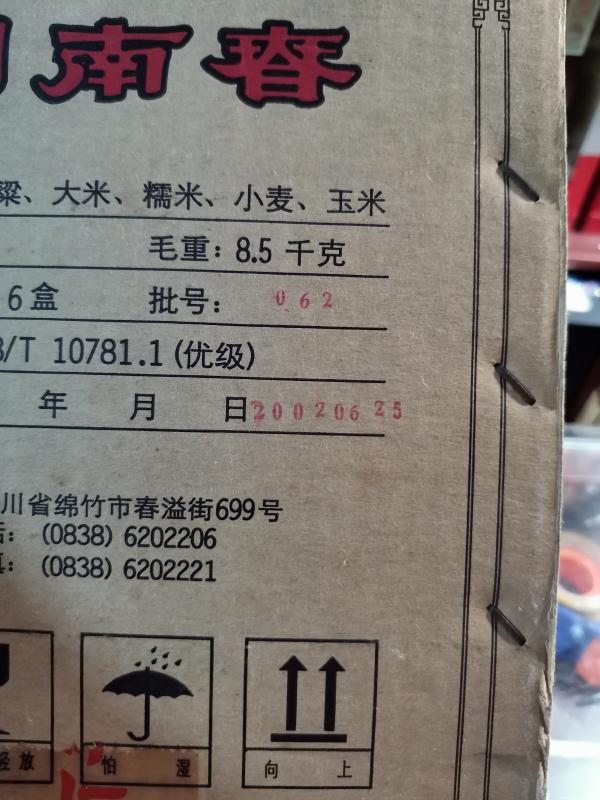 南春
粱、大米、糯米、小麦、玉米
毛重：8.5 千克
6盒 批号： 062
B/T 10781.1 (优级)
年 月 日20020625
川省绵竹市春溢街699号
： (0838) 6202206
： (0838) 6202221
轻放 怕湿 向上